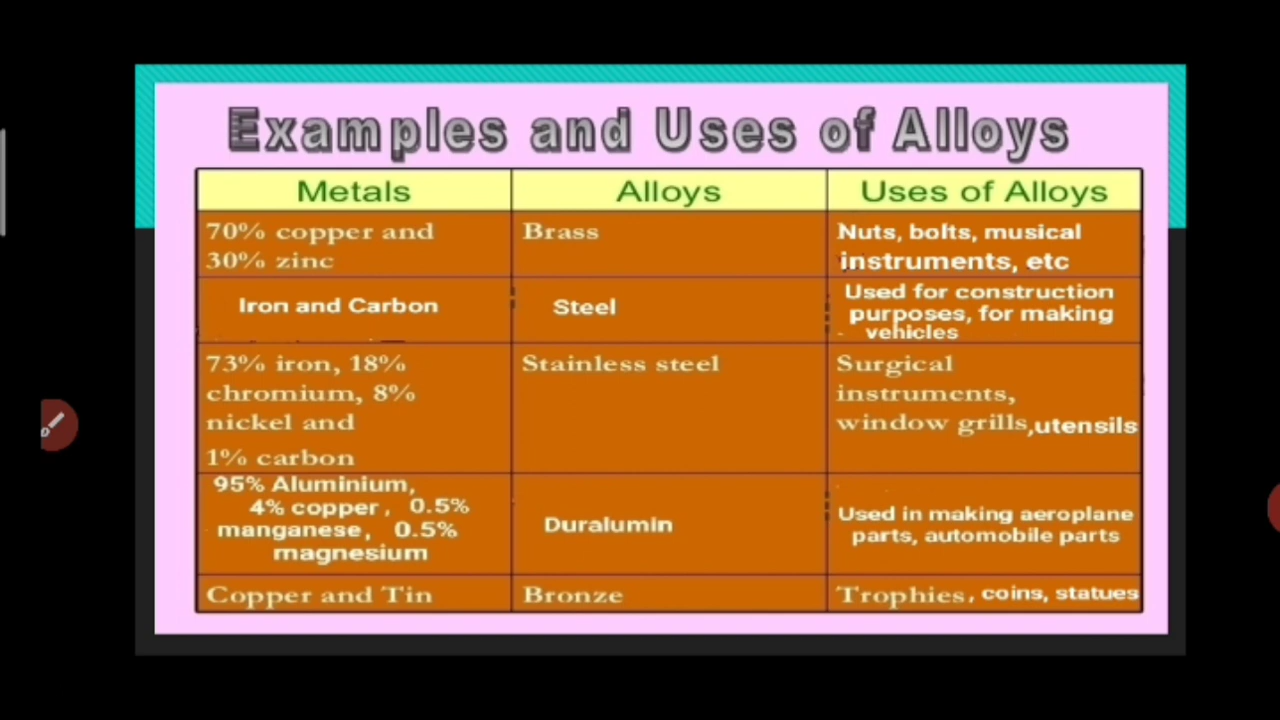 Examples and Uses of Alloys
Metals
Alloys
Uses of Alloys
70% copper and
30% zinc
Brass
Nuts, bolts, musical
instruments, etc
Iron and Carbon
Steel
Used for construction
purposes, for making
vehicles
73% iron, 18%
chromium, 8%
nickel and
1% carbon
Stainless steel
Surgical
instruments,
window grills,utensils
95% Aluminium,
4% copper, 0.5%
manganese, 0.5%
magnesium
Duralumin
Used in making aeroplane
parts, automobile parts
Copper and Tin
Bronze
Trophies, coins, statues